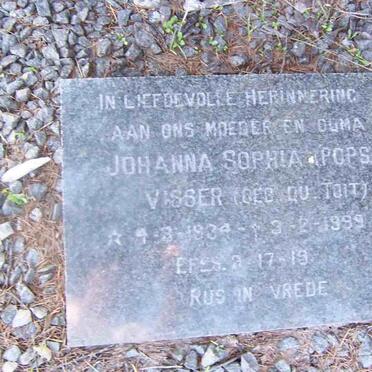 IN LIEFDEVOLLE HERINNERING
AAN ONS MOEDER EN OUMA
JOHANNA SOPHIA (POPS
VISSER (GEB DU TOIT)
☆ 4-8-1934 - † 3-2-1999
EFES. 3 17-19
RUS IN VREDE